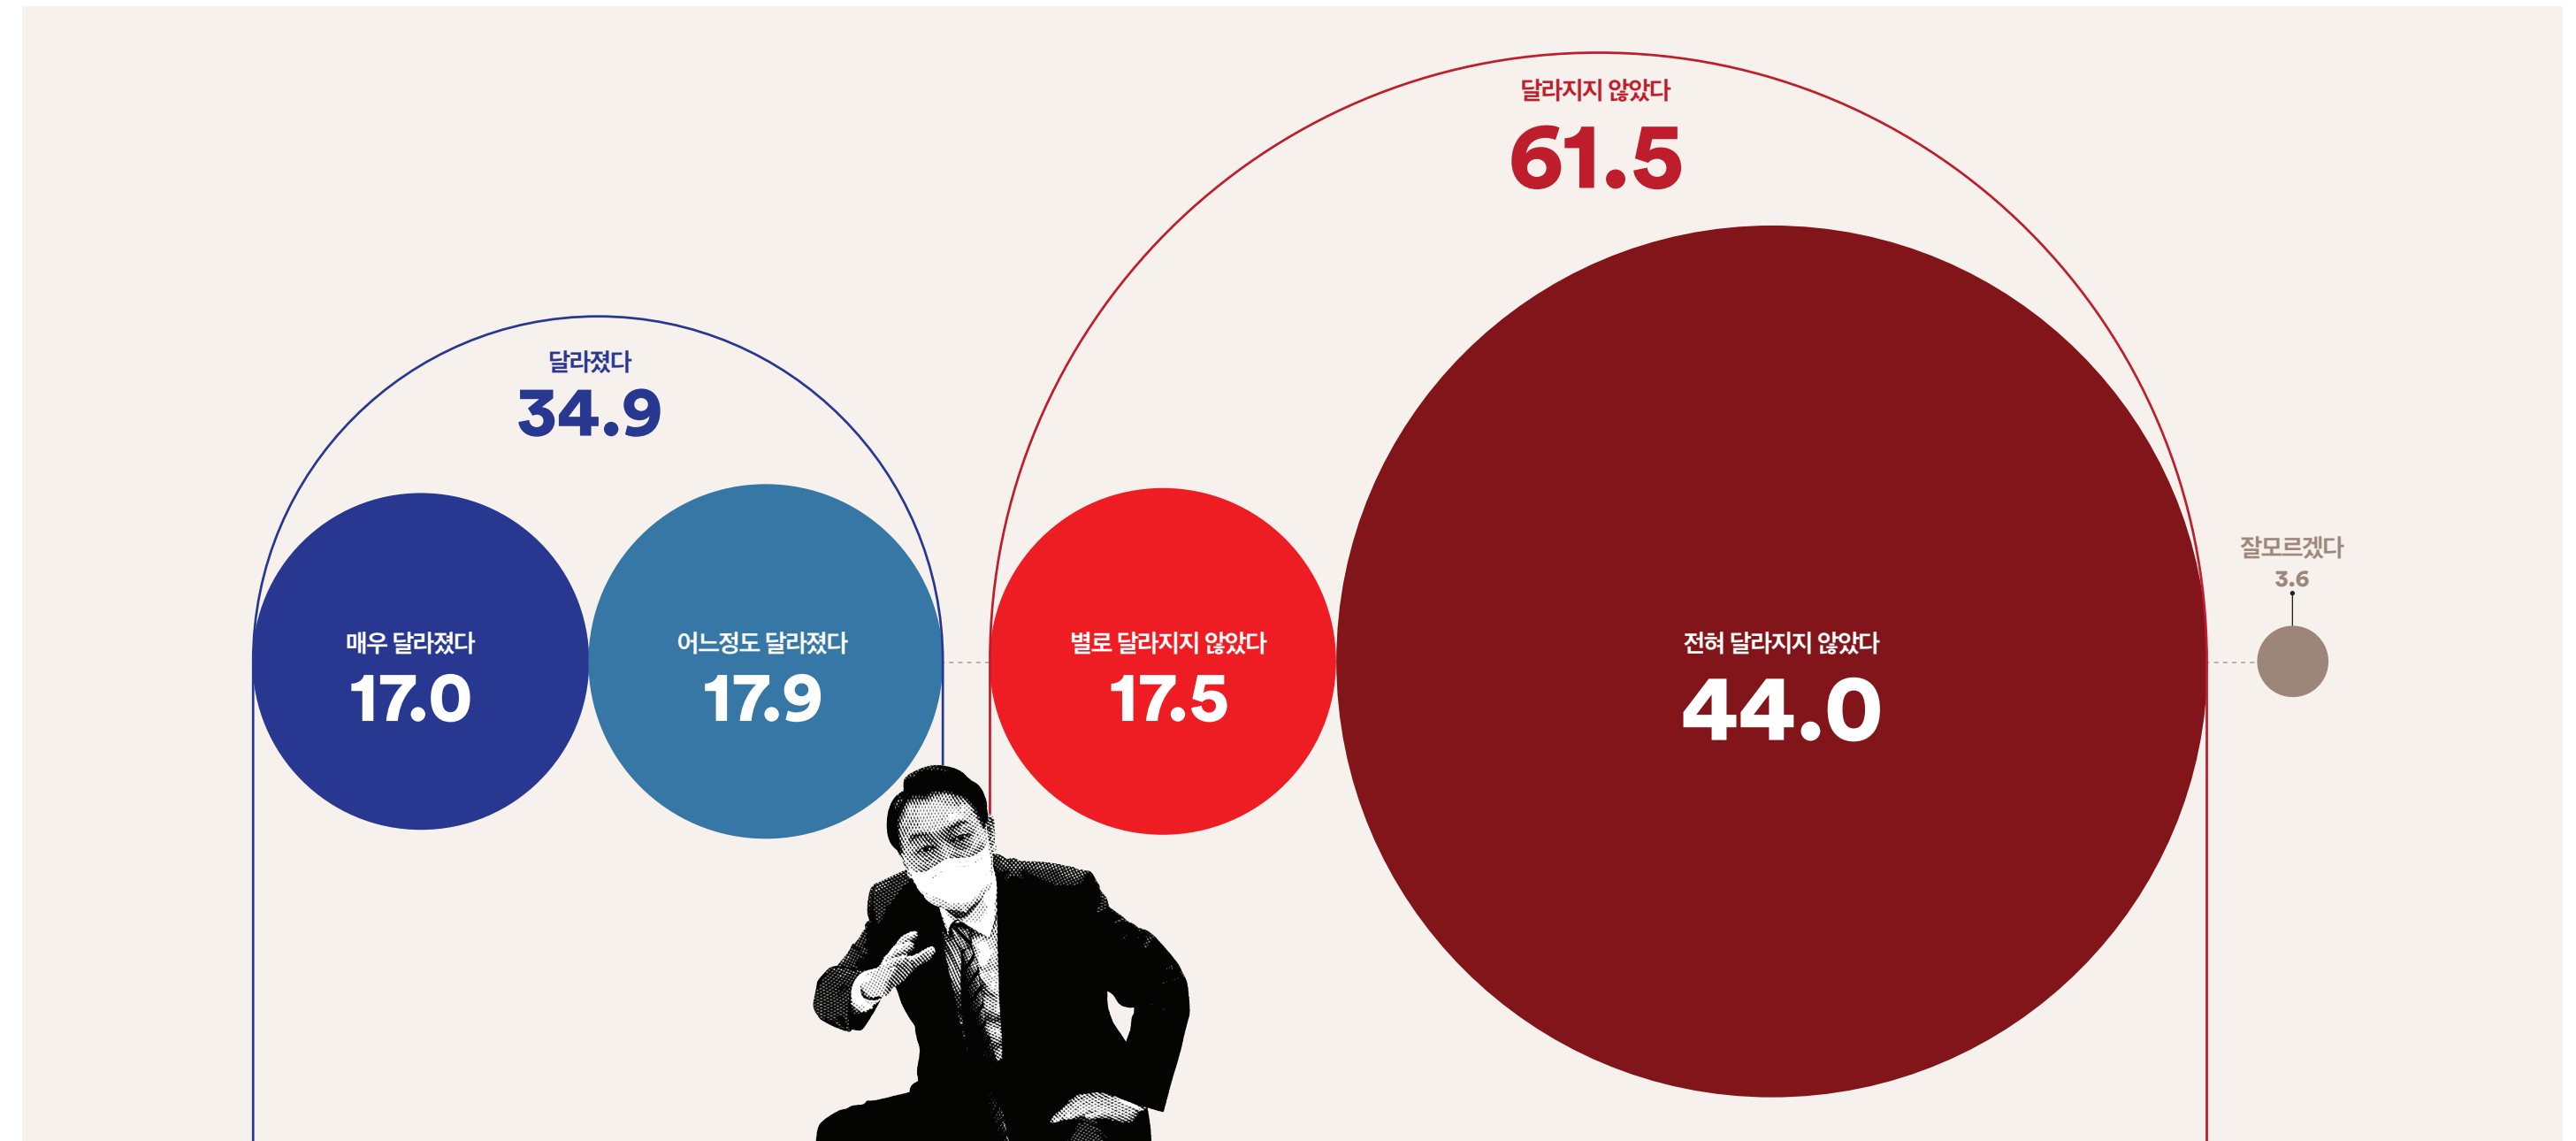 달라지지 않았다
61.5
달라졌다
34.9
매우 달라졌다
17.0
어느정도 달라졌다
17.9
별로 달라지지 않았다
17.5
전혀 달라지지 않았다
44.0
잘모르겠다
3.6